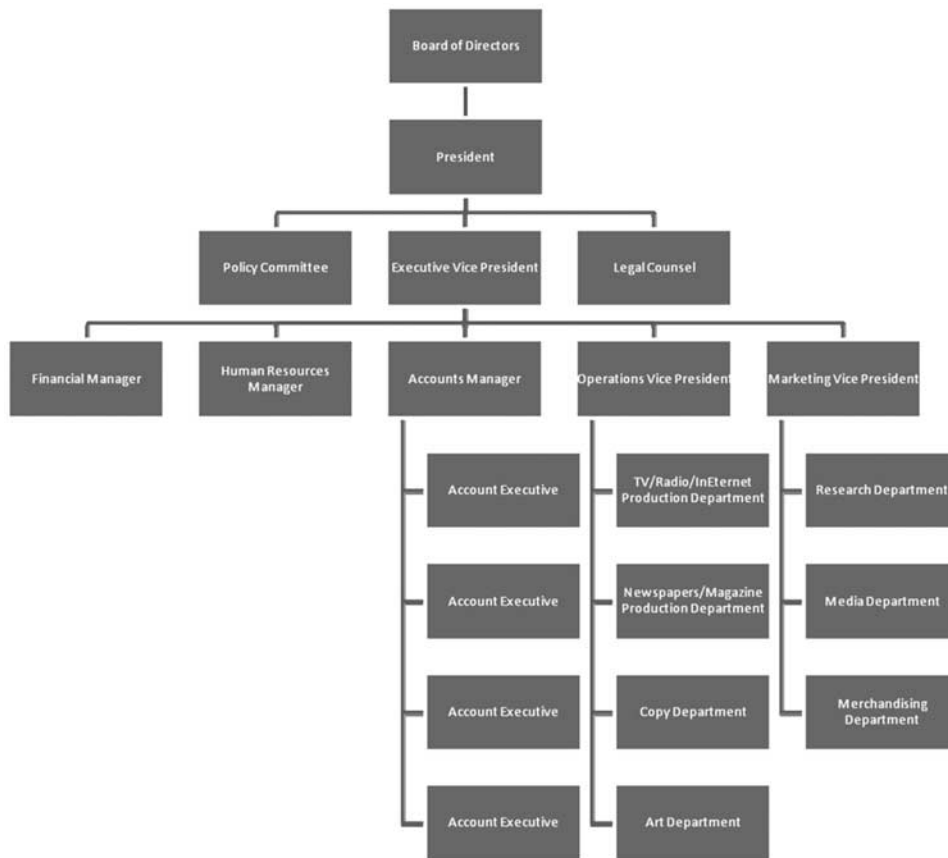 Board of Directors
President
Policy Committee
Executive Vice President
Legal Counsel
Financial Manager
Human Resources
Manager
Accounts Manager
Operations Vice President
Marketing Vice President
Account Executive
TV/Radio/InEternet
Production Department
Research Department
Account Executive
Newspapers/Magazine
Production Department
Media Department
Account Executive
Copy Department
Merchandising
Department
Account Executive
Art Department